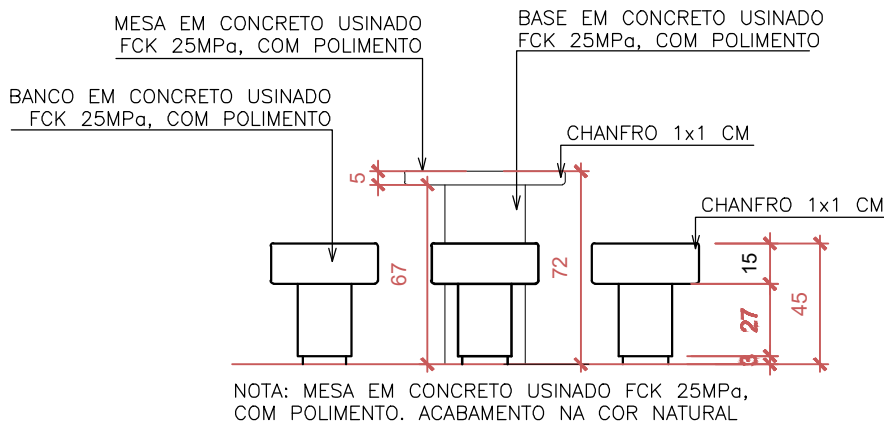 MESA EM CONCRETO USINADO
FCK 25MPa, COM POLIMENTO
BASE EM CONCRETO USINADO
FCK 25MPa, COM POLIMENTO
BANCO EM CONCRETO USINADO
FCK 25MPa, COM POLIMENTO
CHANFRO 1x1 CM
5
CHANFRO 1x1 CM
67
72
15
27
45
3
NOTA: MESA EM CONCRETO USINADO FCK 25MPa,
COM POLIMENTO. ACABAMENTO NA COR NATURAL